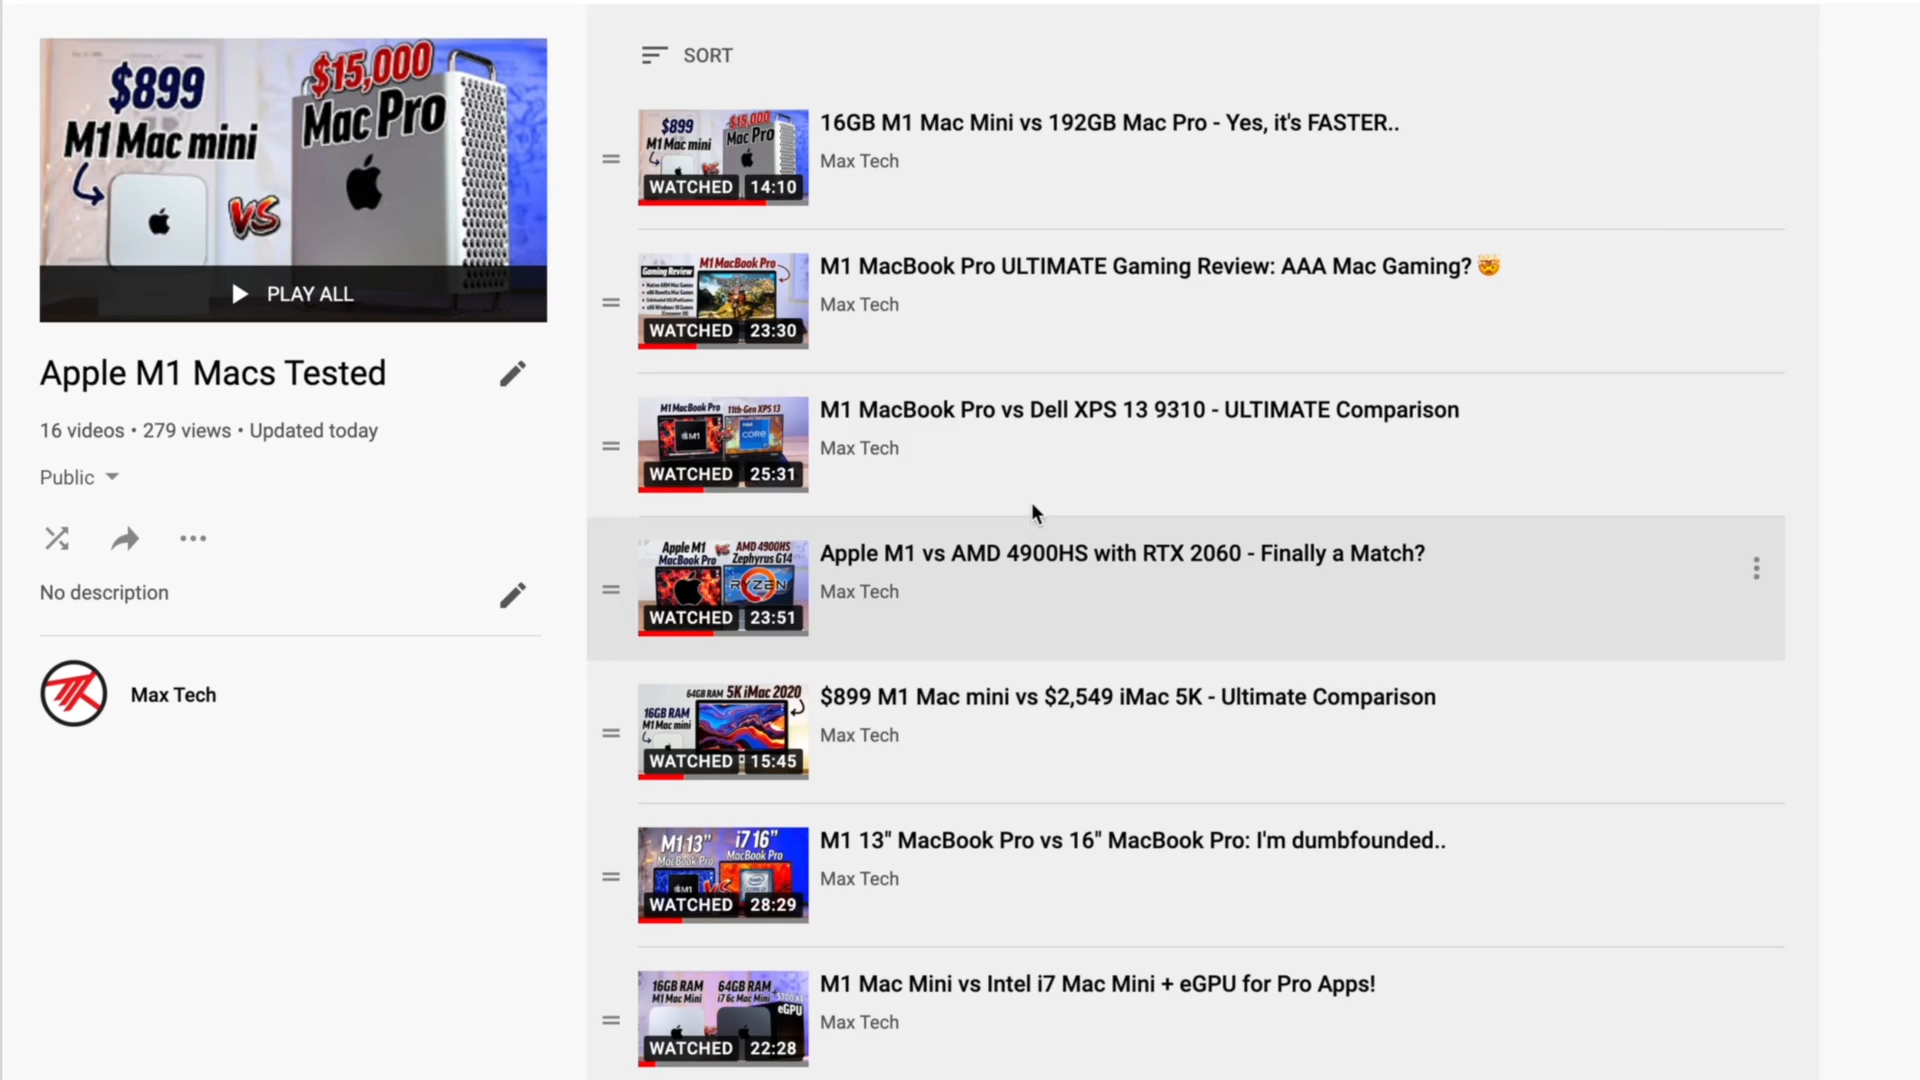 $899
M1 Mac mini
$15,000
Mac Pro
VS
PLAY ALL
Apple M1 Macs Tested
16 videos • 279 views • Updated today
Public
No description
Max Tech
SORT
$899
M1 Mac mini
$15,000
Mac Pro
VS
WATCHED 14:10
16GB M1 Mac Mini vs 192GB Mac Pro - Yes, it's FASTER..
Max Tech
Gaming Review
M1 MacBook Pro
WATCHED 23:30
M1 MacBook Pro ULTIMATE Gaming Review: AAA Mac Gaming? 🤯
Max Tech
M1 MacBook Pro
11th-Gen XPS 13
M1
CORE
WATCHED 25:31
M1 MacBook Pro vs Dell XPS 13 9310 - ULTIMATE Comparison
Max Tech
Apple M1
MacBook Pro
VS
AMD 4900HS
Zephyrus G14
RYZEN
WATCHED 23:51
Apple M1 vs AMD 4900HS with RTX 2060 - Finally a Match?
Max Tech
64GB RAM 5K iMac 2020
16GB RAM
M1 Mac mini
WATCHED 15:45
$899 M1 Mac mini vs $2,549 iMac 5K - Ultimate Comparison
Max Tech
M1 13”
MacBook Pro
i7 16”
MacBook Pro
M1
VS
WATCHED 28:29
M1 13" MacBook Pro vs 16" MacBook Pro: I'm dumbfounded..
Max Tech
16GB RAM
M1 Mac Mini
64GB RAM
i7 6c Mac Mini
eGPU
WATCHED 22:28
M1 Mac Mini vs Intel i7 Mac Mini + eGPU for Pro Apps!
Max Tech